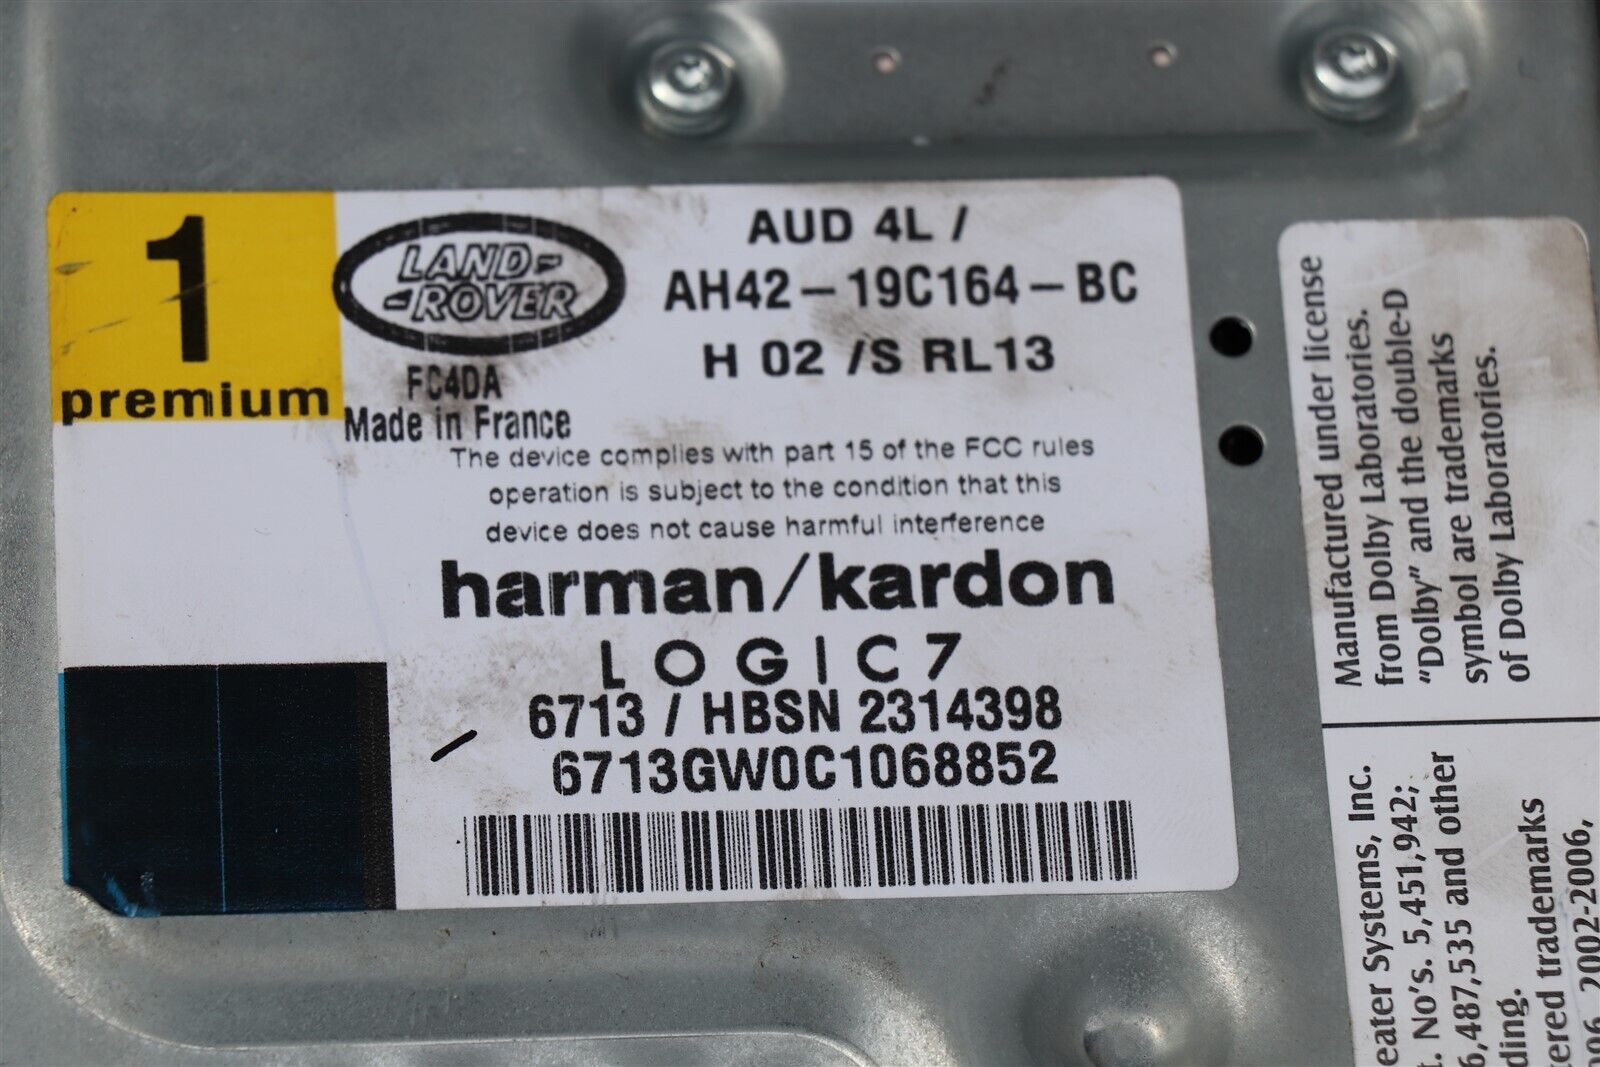 1
premium
LAND-
-ROVER
FC4DA
Made in France
AUD 4L /
AH42-19C164-BC
H 02 /S RL13
The device complies with part 15 of the FCC rules
operation is subject to the condition that this
device does not cause harmful interference
harman/kardon
LOGIC7
6713 / HBSN 2314398
6713GW0C1068852
Manufactured under license
from Dolby Laboratories.
"Dolby" and the double-D
symbol are trademarks
of Dolby Laboratories.
eater Systems, Inc.
t. No's. 5,451,942;
6,487,535 and other
ding.
tered trademarks
2002-2006,